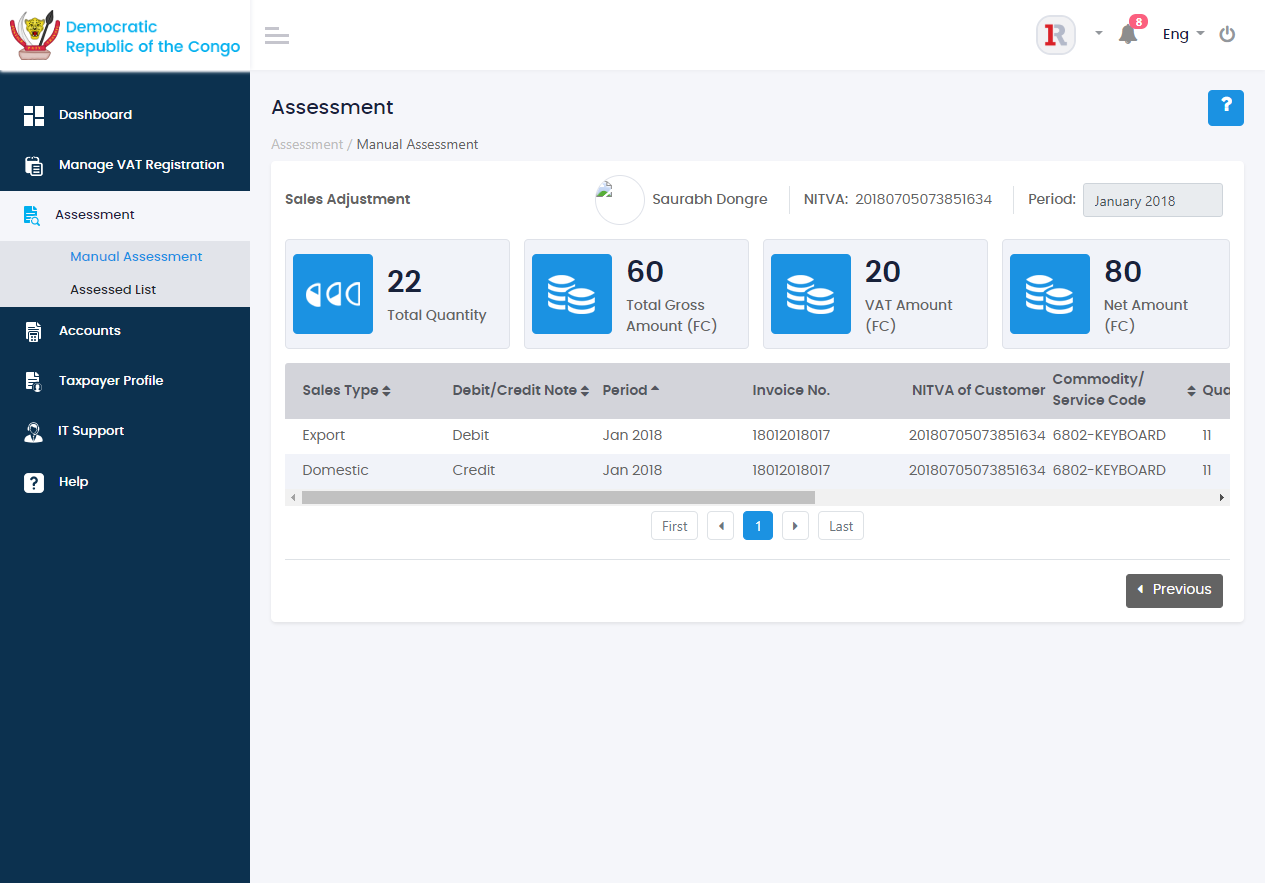 Democratic
Republic of the Congo
8
Eng
Dashboard
Manage VAT Registration
Assessment
Manual Assessment
Assessed List
Accounts
Taxpayer Profile
IT Support
Help
Assessment
?
Assessment / Manual Assessment
Sales Adjustment
Saurabh Dongre
NITVA: 20180705073851634
Period: January 2018
22
Total Quantity
60
Total Gross
Amount (FC)
20
VAT Amount
(FC)
80
Net Amount
(FC)
Sales Type Debit/Credit Note Period Invoice No. NITVA of Customer Commodity/
Service Code Qua
Export Debit Jan 2018 18012018017 20180705073851634 6802-KEYBOARD 11
Domestic Credit Jan 2018 18012018017 20180705073851634 6802-KEYBOARD 11
First 1 Last
Previous